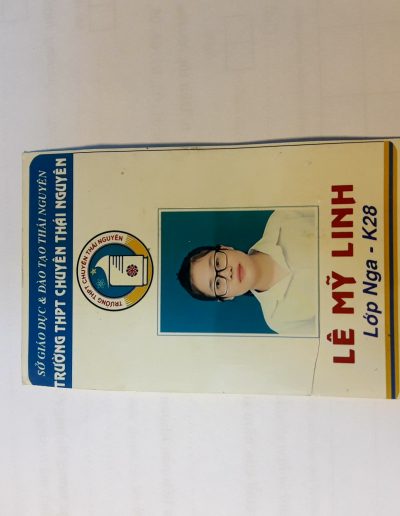 SỞ GIÁO DỤC & ĐÀO TẠO THÁI NGUYÊN
TRƯỜNG THPT CHUYÊN THÁI NGUYÊN
TRƯỜNG THPT CHUYÊN THÁI NGUYÊN
LÊ MỸ LINH
Lớp Nga - K28